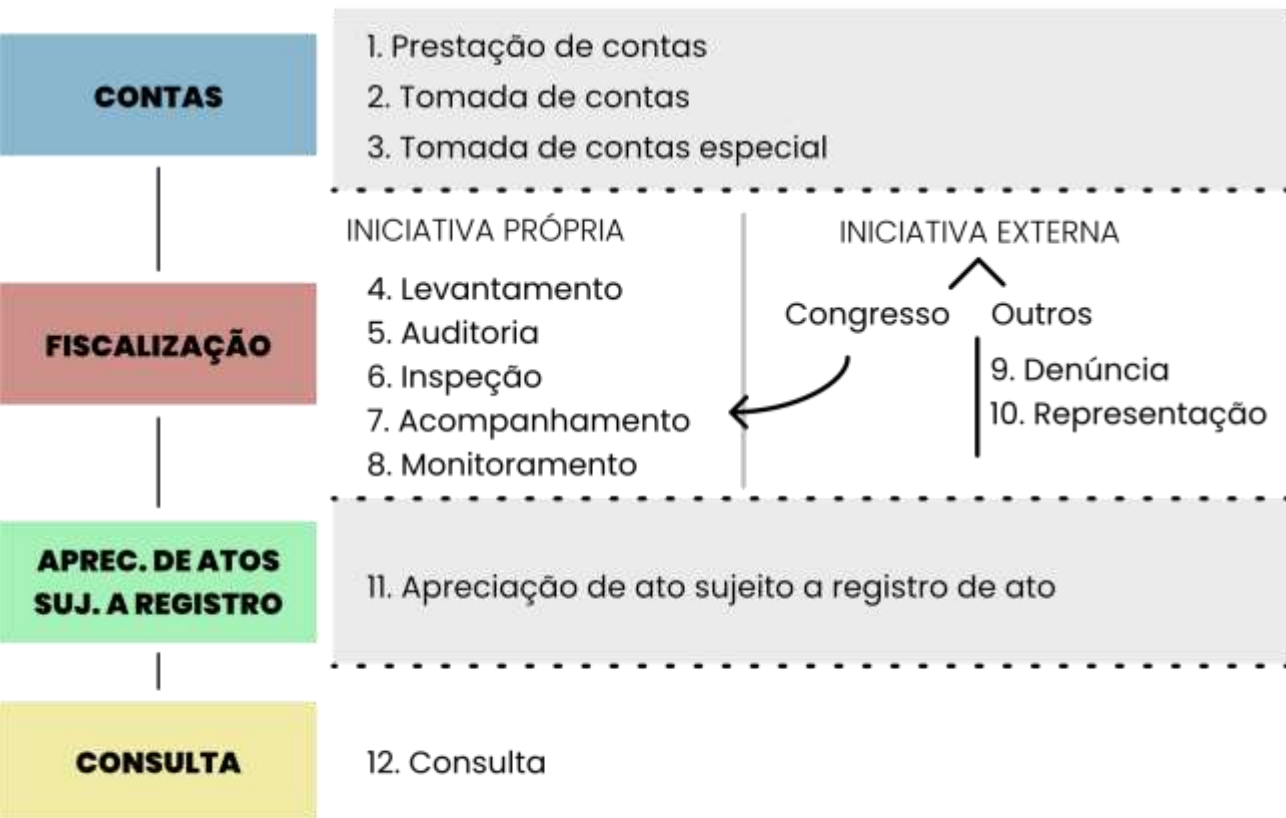 CONTAS
1. Prestação de contas
2. Tomada de contas
3. Tomada de contas especial
FISCALIZAÇÃO
INICIATIVA PRÓPRIA
4. Levantamento
5. Auditoria
6. Inspeção
7. Acompanhamento
8. Monitoramento
INICIATIVA EXTERNA
Congresso
Outros
9. Denúncia
10. Representação
APREC. DE ATOS
SUJ. A REGISTRO
11. Apreciação de ato sujeito a registro de ato
CONSULTA
12. Consulta